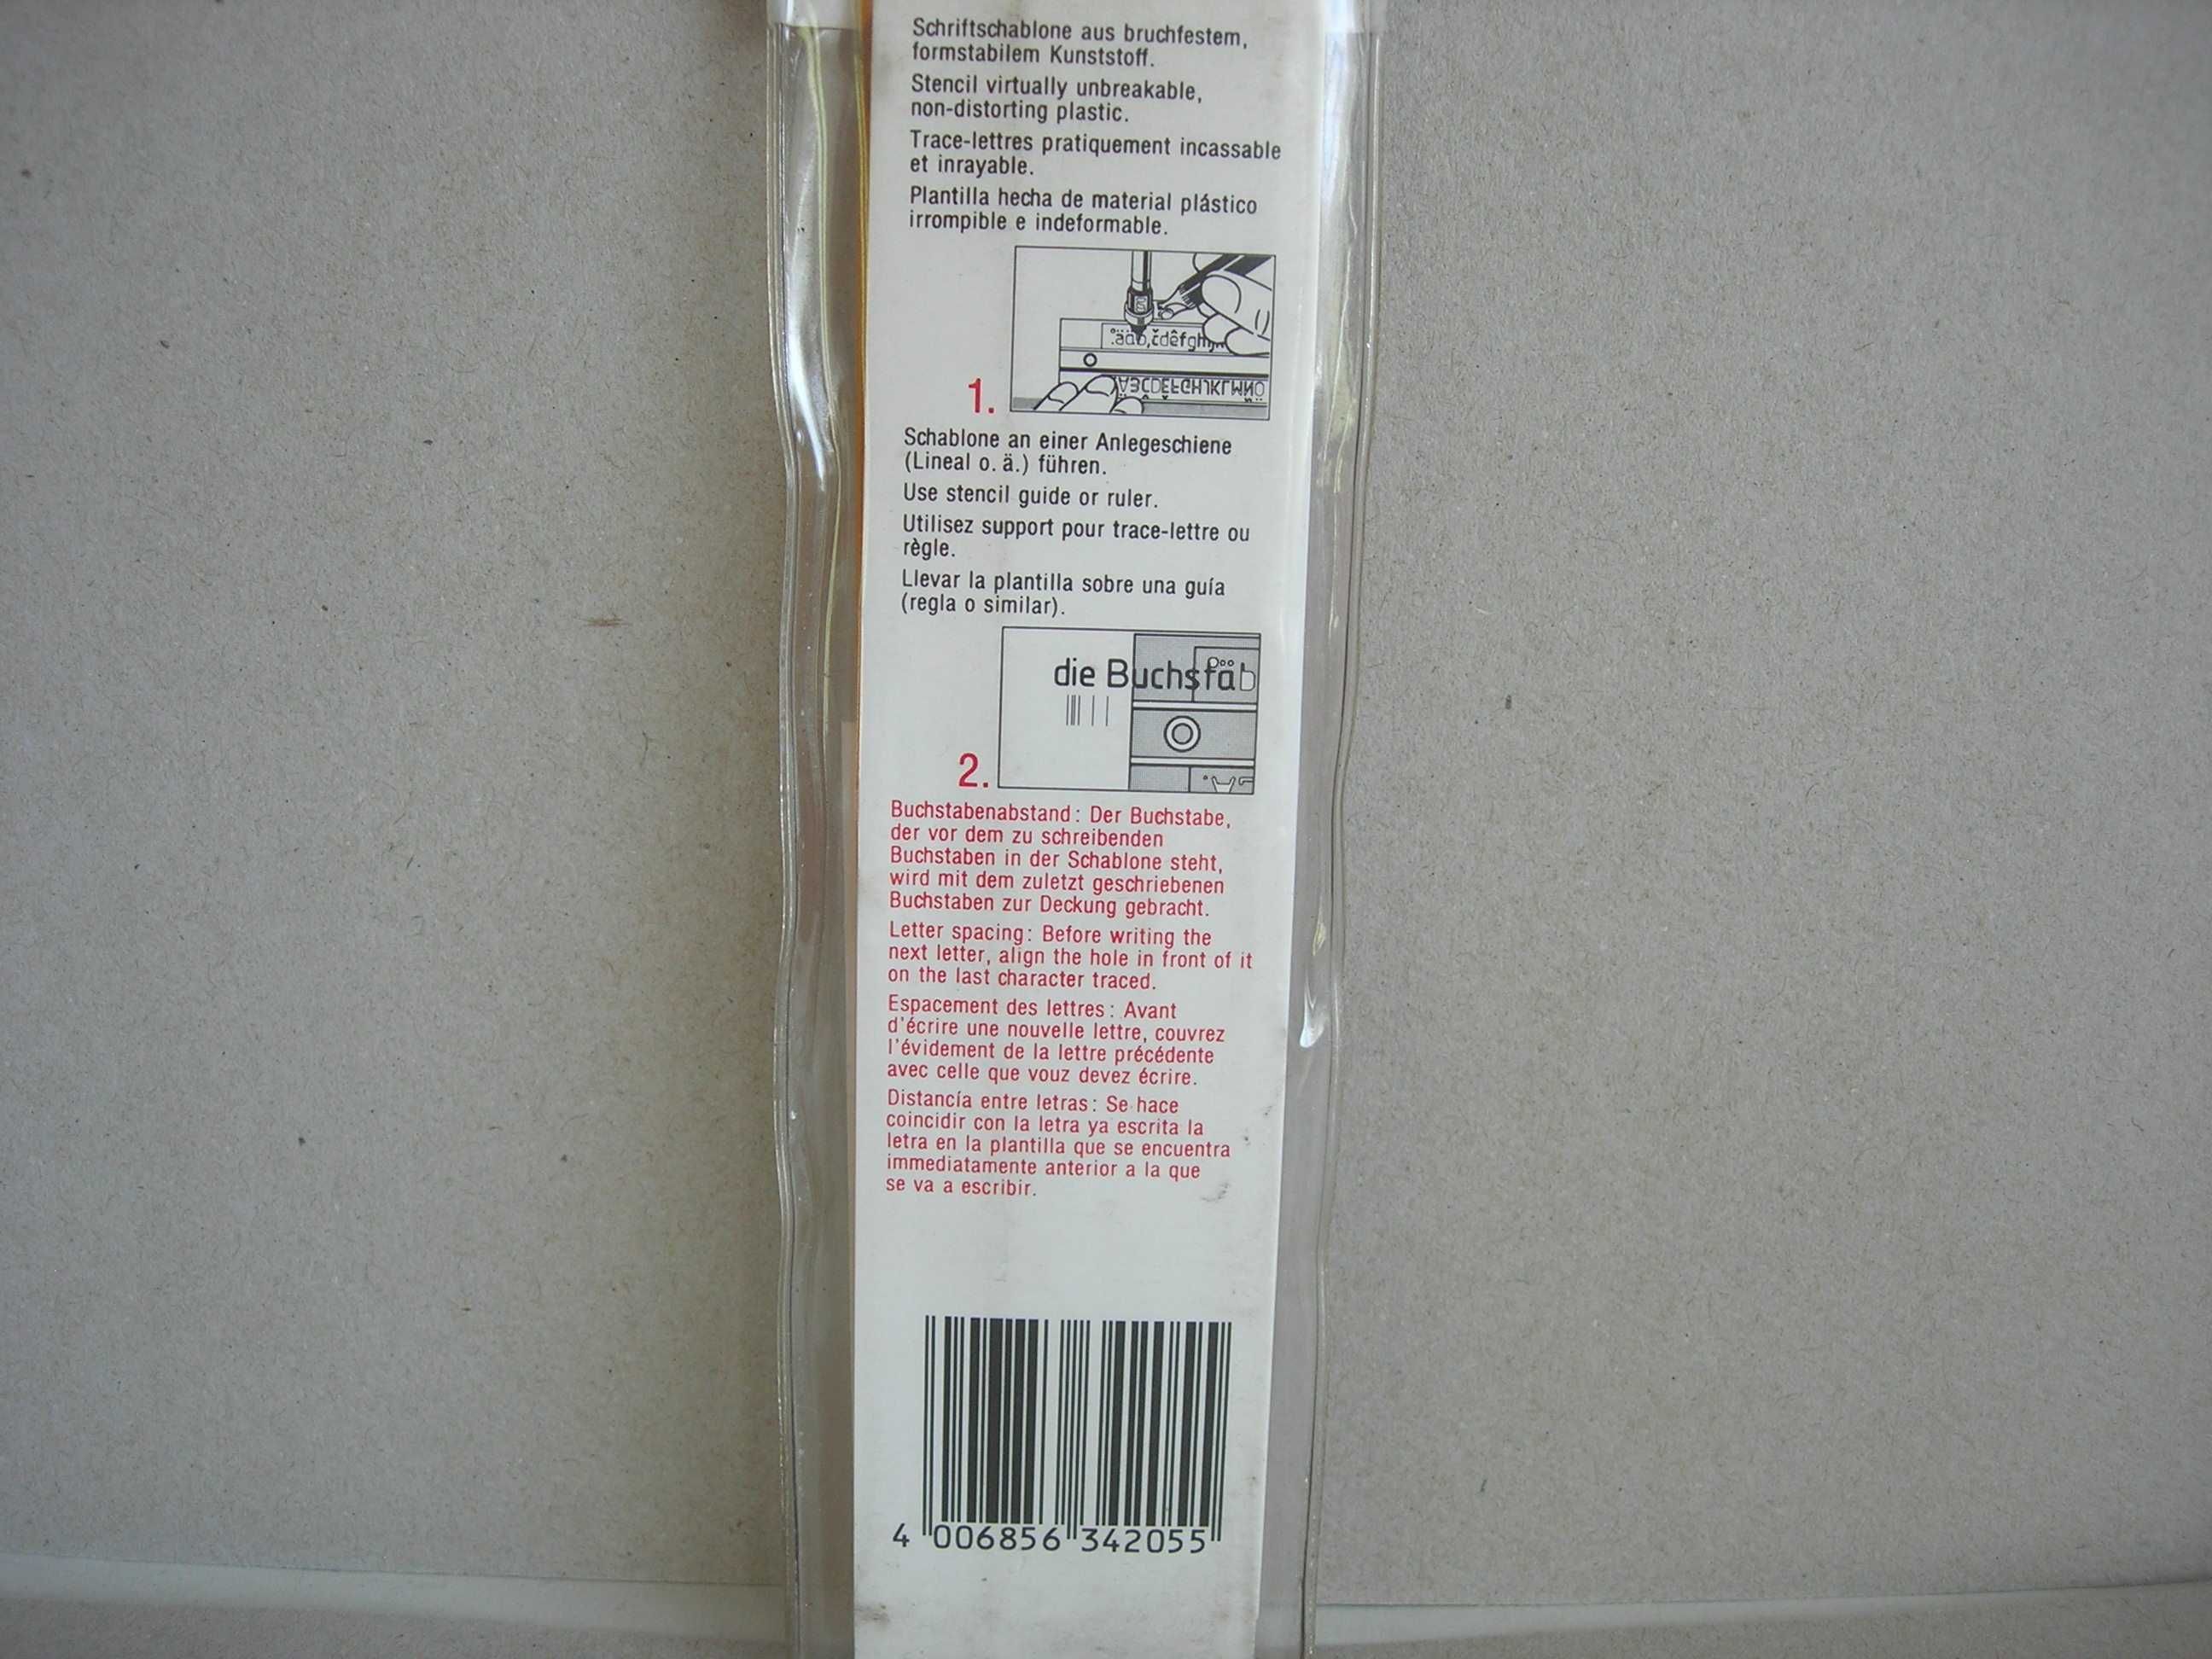 Schriftschablone aus bruchfestem,
formstabilem Kunststoff.
Stencil virtually unbreakable,
non-distorting plastic.
Trace-lettres pratiquement incassable
et inrayable.
Plantilla hecha de material plástico
irrompible e indeformable.
1.
Schablone an einer Anlegeschiene
(Lineal o. ä.) führen.
Use stencil guide or ruler.
Utilisez support pour trace-lettre ou
règle.
Llevar la plantilla sobre una guía
(regla o similar).
die Buchstäb
2.
Buchstabenabstand: Der Buchstabe,
der vor dem zu schreibenden
Buchstaben in der Schablone steht,
wird mit dem zuletzt geschriebenen
Buchstaben zur Deckung gebracht.
Letter spacing: Before writing the
next letter, align the hole in front of it
on the last character traced.
Espacement des lettres: Avant
d'écrire une nouvelle lettre, couvrez
l'évidement de la lettre précédente
avec celle que vouz devez écrire.
Distancía entre letras: Se hace
coincidir con la letra ya escrita la
letra en la plantilla que se encuentra
immediatamente anterior a la que
se va a escribir.
4 006856 342055